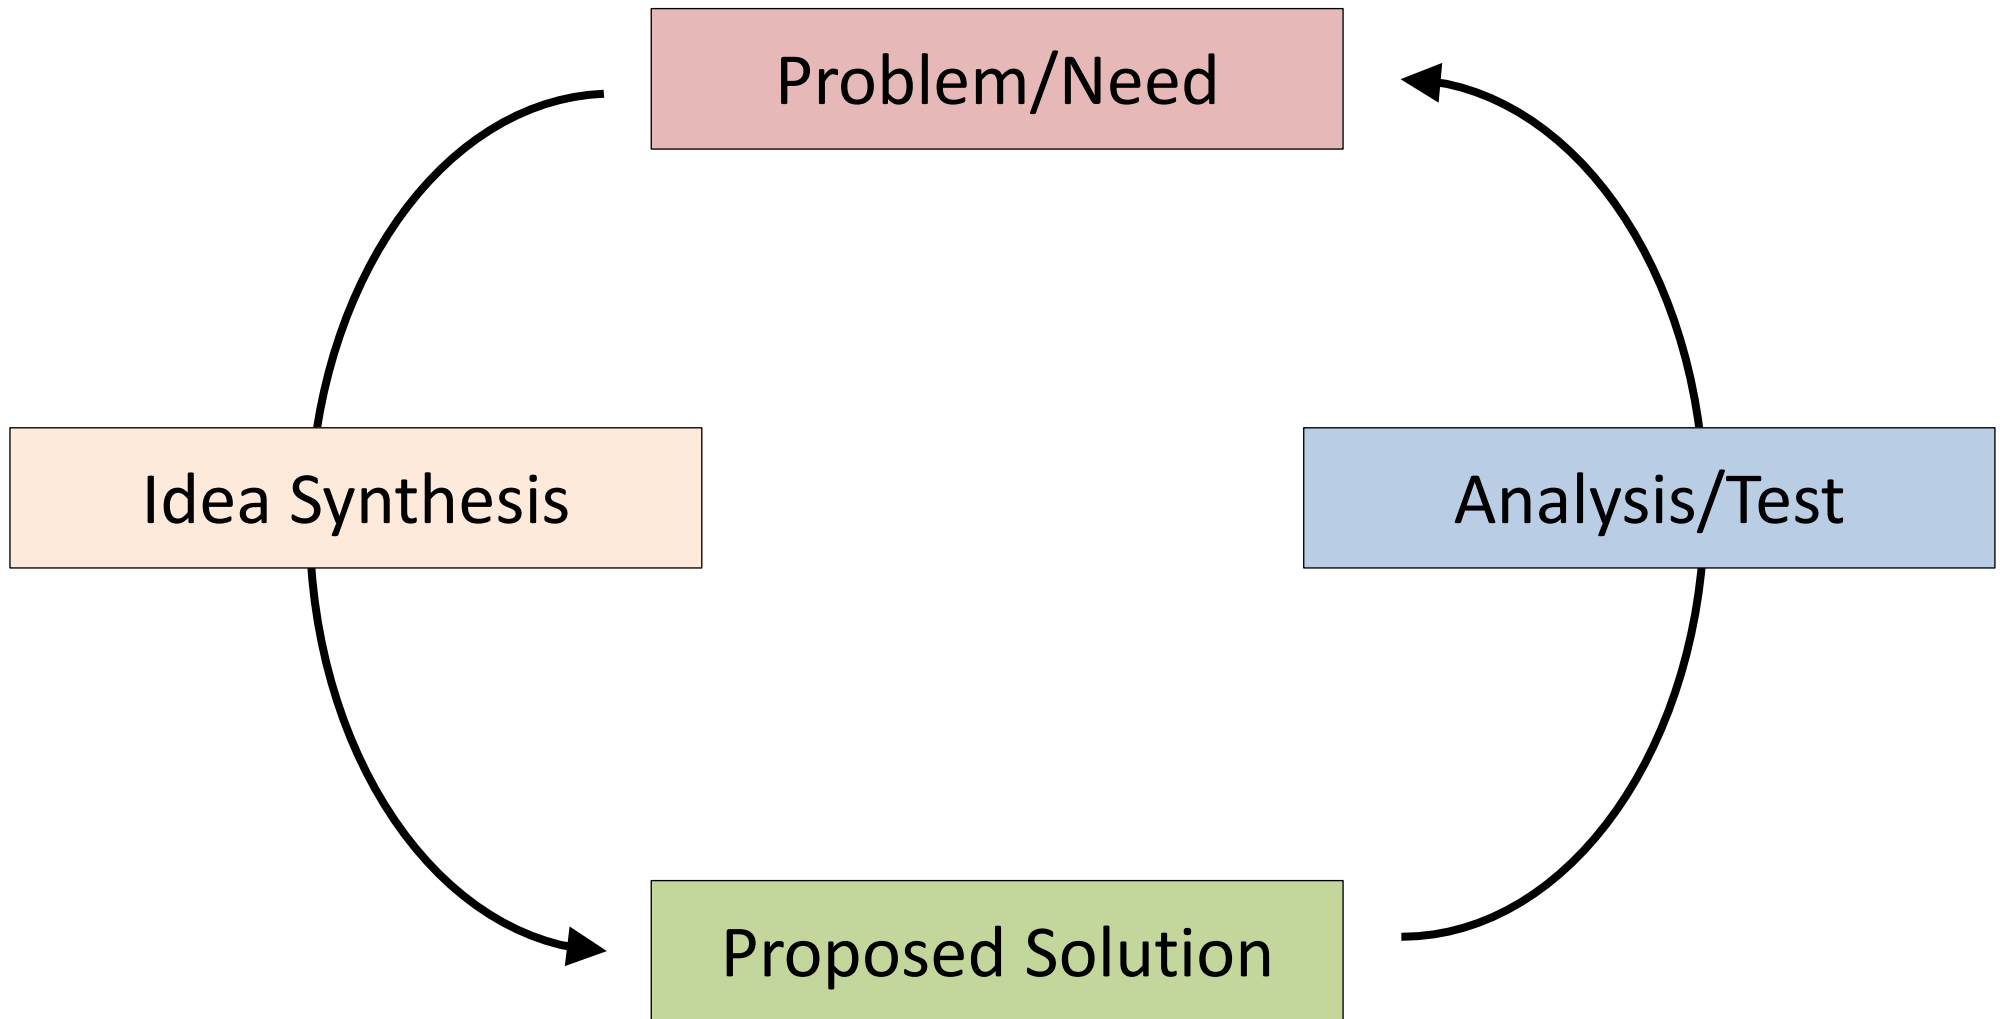 Problem/Need
Idea Synthesis
Analysis/Test
Proposed Solution